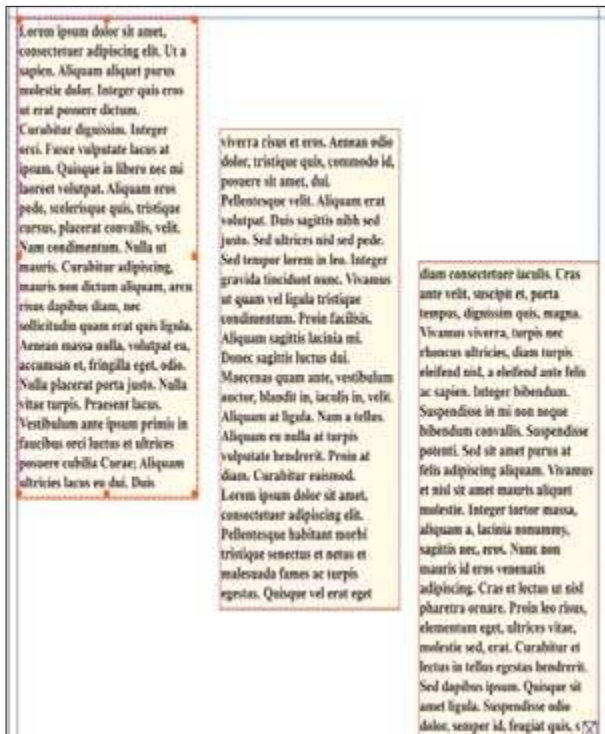 Lorem ipsum dolor sit amet,
consectetuer adipiscing elit. Ut a
sapien. Aliquam aliquet purus
molestie dolor. Integer quis eros
ut erat posuere dictum.
Curabitur dignissim. Integer
orci. Fusce vulputate lacus at
ipsum. Quisque in libero nec mi
laoreet volutpat. Aliquam eros
pede, scelerisque quis, tristique
cursus, placerat convallis, velit.
Nam condimentum. Nulla ut
mauris. Curabitur adipiscing,
mauris non dictum aliquam, arcu
risus dapibus diam, nec
sollicitudin quam erat quis ligula.
Aenean massa nulla, volutpat eu,
accumsan et, fringilla eget, odio.
Nulla placerat porta justo. Nulla
vitae turpis. Praesent lacus.
Vestibulum ante ipsum primis in
faucibus orci luctus et ultrices
posuere cubilia Curae; Aliquam
ultricies lacus eu dui. Duis
viverra risus et eros. Aenean odio
dolor, tristique quis, commodo id,
posuere sit amet, dui.
Pellentesque velit. Aliquam erat
volutpat. Duis sagittis nibh sed
justo. Sed ultrices nisl sed pede.
Sed tempor lorem in leo. Integer
gravida tincidunt nunc. Vivamus
ut quam vel ligula tristique
condimentum. Proin facilisis.
Aliquam sagittis lacinia mi.
Donec sagittis luctus dui.
Maecenas quam ante, vestibulum
auctor, blandit in, iaculis in, velit.
Aliquam at ligula. Nam a tellus.
Aliquam eu nulla at turpis
vulputate hendrerit. Proin at
diam. Curabitur euismod.
Lorem ipsum dolor sit amet,
consectetuer adipiscing elit.
Pellentesque habitant morbi
tristique senectus et netus et
malesuada fames ac turpis
egestas. Quisque vel erat eget
diam consectetuer iaculis. Cras
ante velit, suscipit et, porta
tempus, dignissim quis, magna.
Vivamus viverra, turpis nec
rhoncus ultricies, diam turpis
eleifend nisl, a eleifend ante felis
ac sapien. Integer bibendum.
Suspendisse in mi non neque
bibendum convallis. Suspendisse
potenti. Sed sit amet purus at
felis adipiscing aliquam. Vivamus
et nisl sit amet mauris aliquet
molestie. Integer tortor massa,
aliquam a, lacinia nonummy,
sagittis nec, eros. Nunc non
mauris id eros venenatis
adipiscing. Cras et lectus ut nisl
pharetra ornare. Proin leo risus,
elementum eget, ultrices vitae,
molestie sed, erat. Curabitur et
lectus in tellus egestas hendrerit.
Sed dapibus ipsum. Quisque sit
amet ligula. Suspendisse odio
dolor, semper id, feugiat quis,